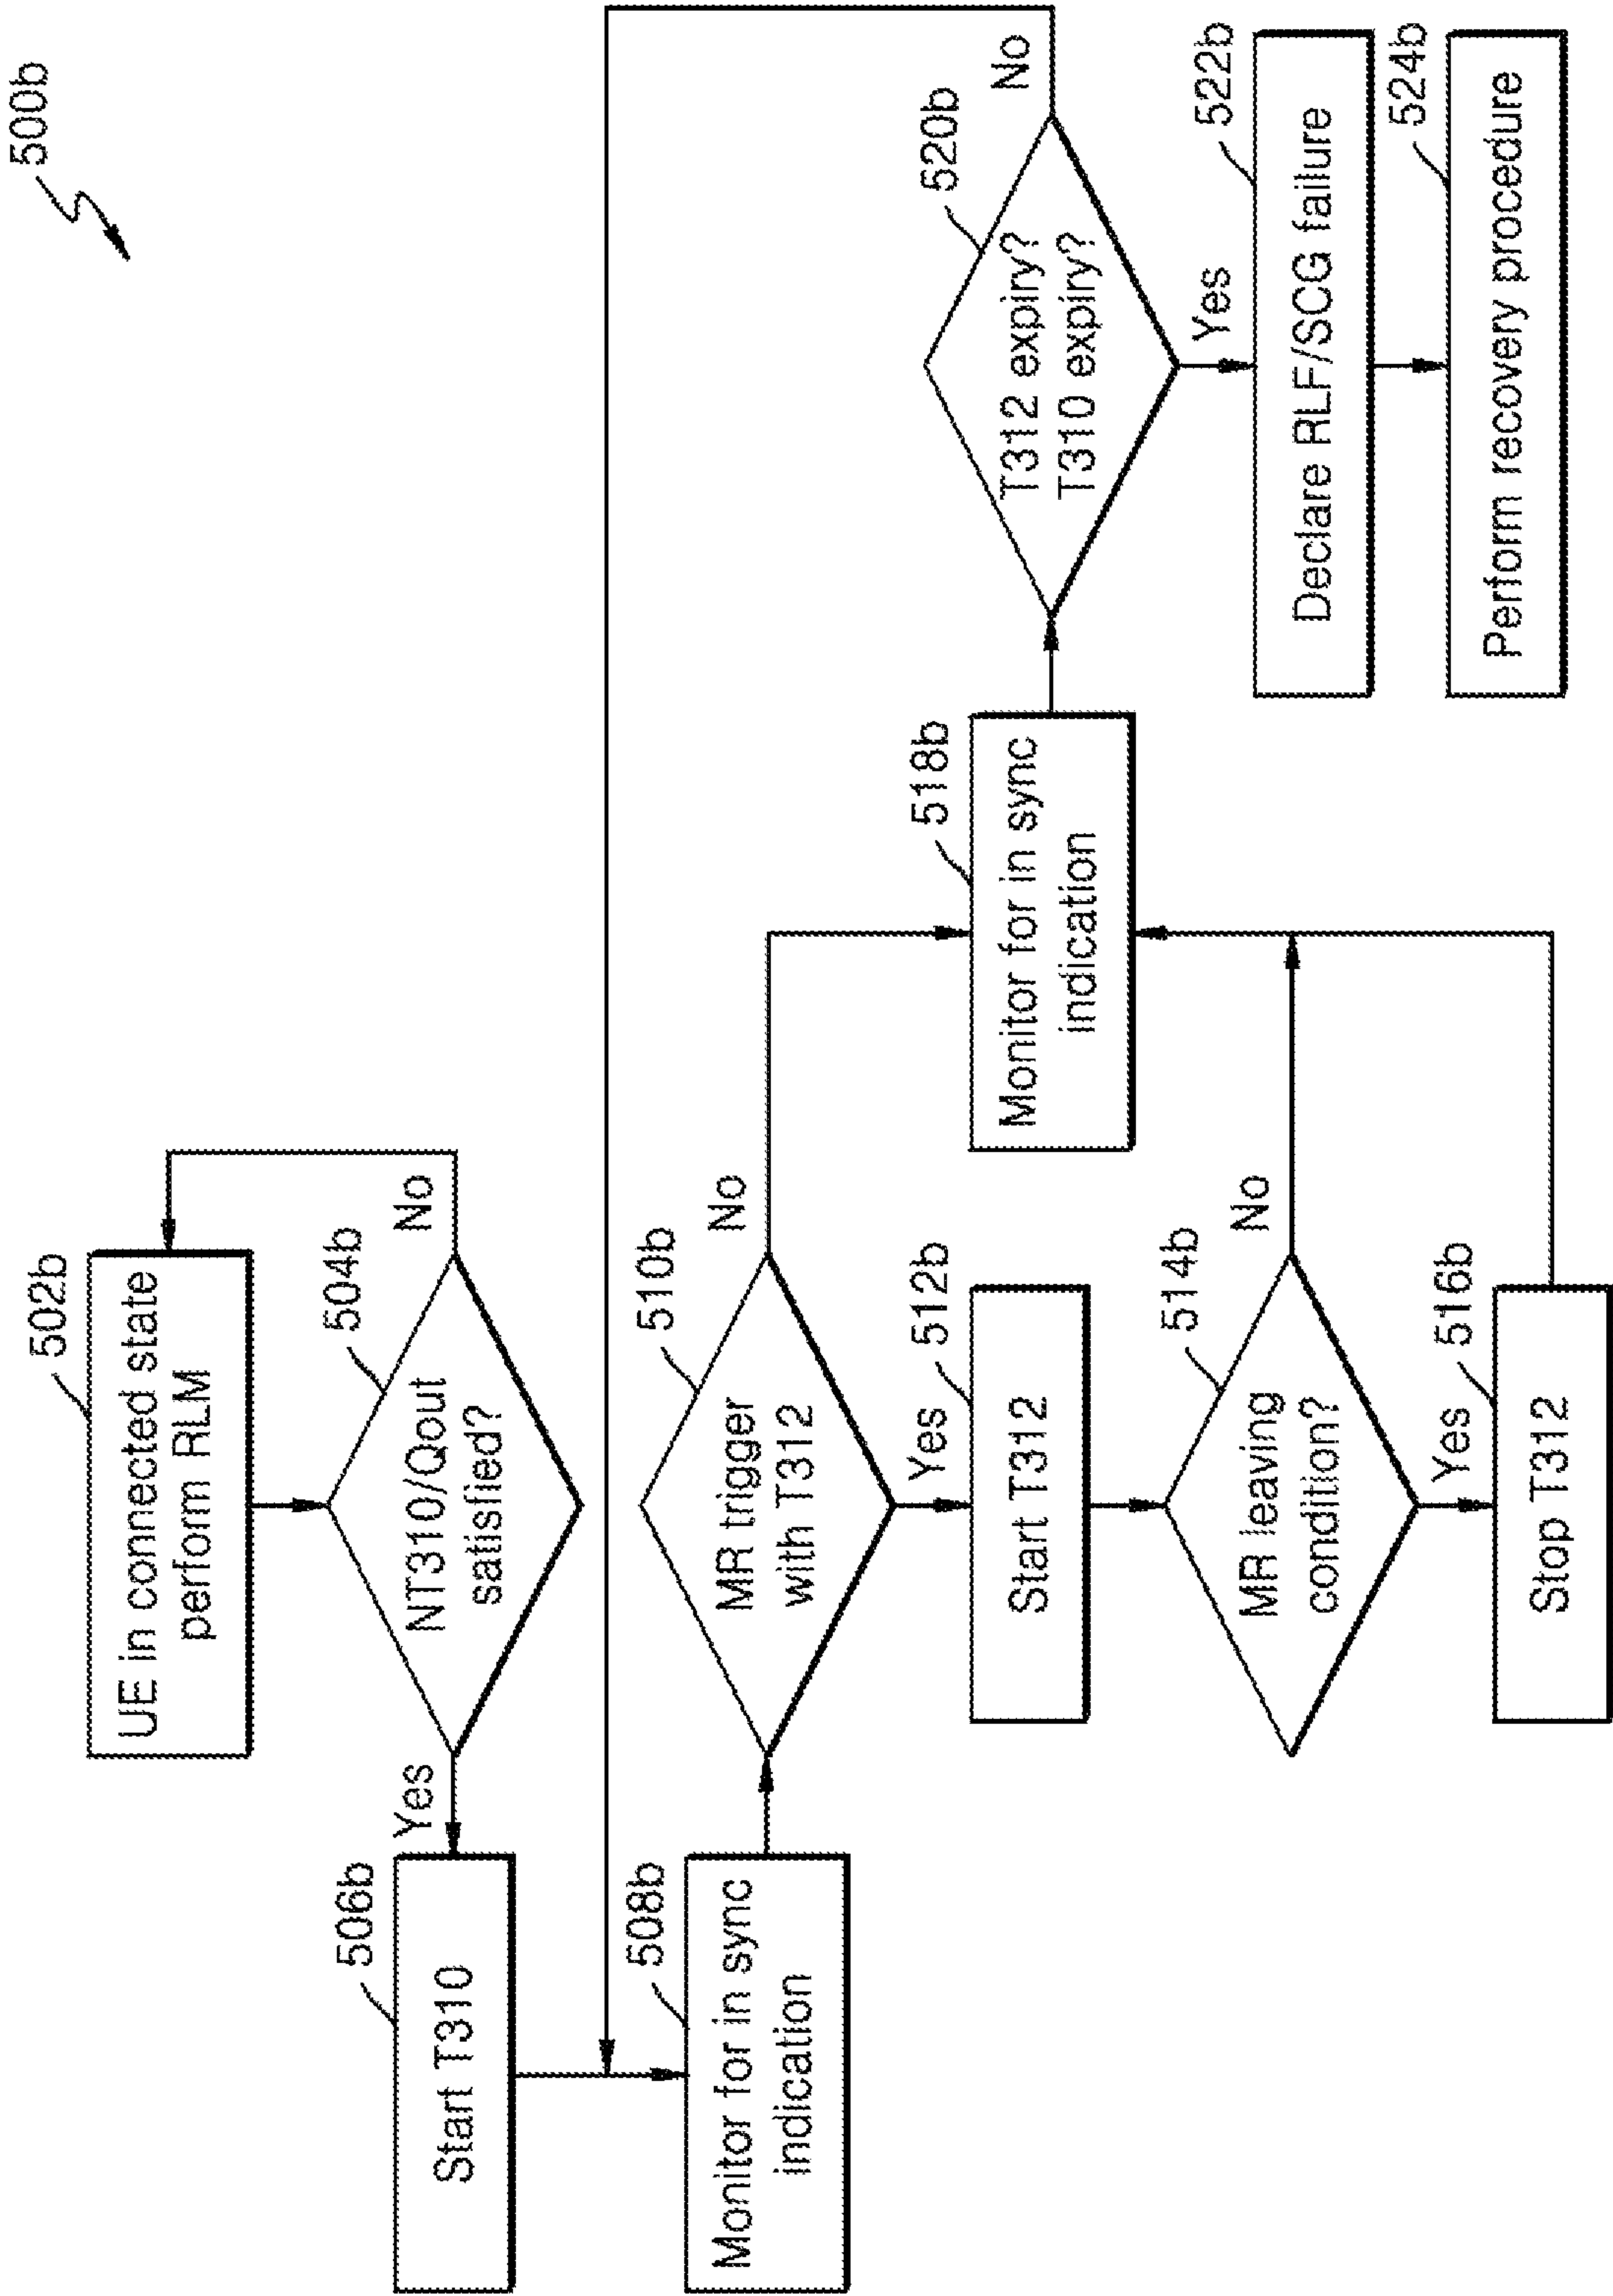 500b
502b
UE in connected state
perform RLM
504b
NT310/Qout
satisfied?
No
Yes
506b
Start T310
508b
Monitor for in sync
indication
510b
MR trigger
with T312
No
Yes
512b
Start T312
514b
MR leaving
condition?
No
Yes
516b
Stop T312
518b
Monitor for in sync
indication
520b
T312 expiry?
T310 expiry?
No
Yes
522b
Declare RLF/SCG failure
524b
Perform recovery procedure